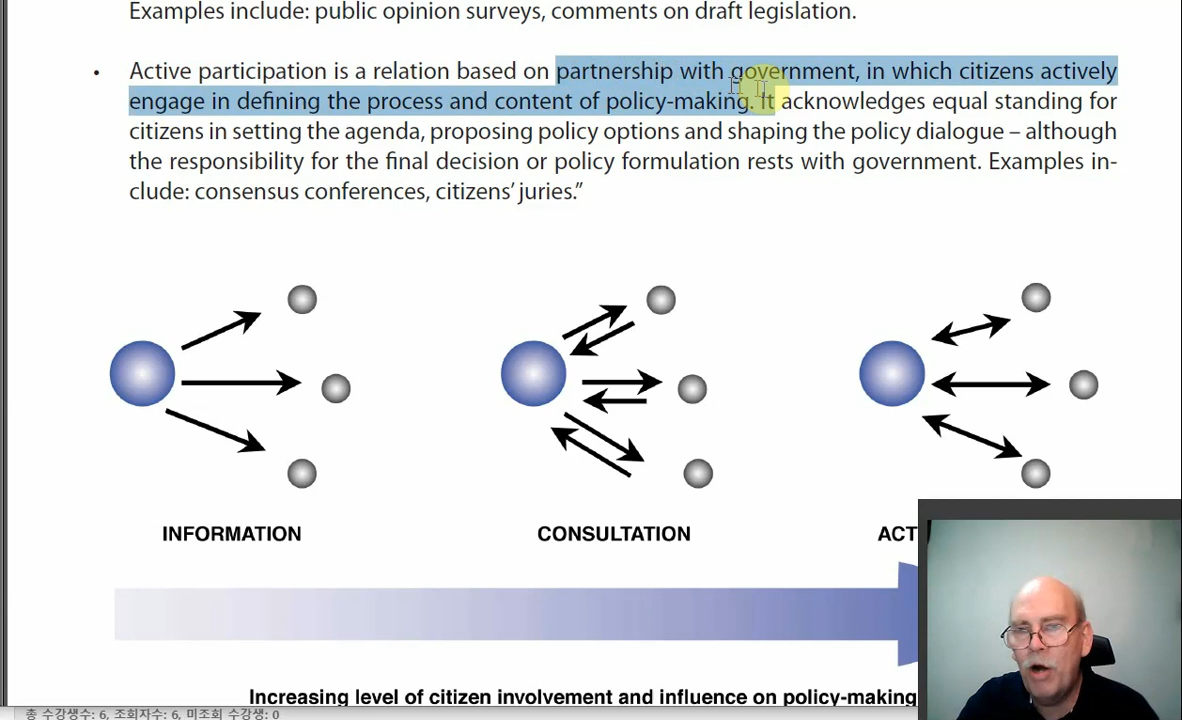 Examples include: public opinion surveys, comments on draft legislation.
• Active participation is a relation based on partnership with government, in which citizens actively
engage in defining the process and content of policy-making. It acknowledges equal standing for
citizens in setting the agenda, proposing policy options and shaping the policy dialogue – although
the responsibility for the final decision or policy formulation rests with government. Examples in-
clude: consensus conferences, citizens’ juries.”
INFORMATION
CONSULTATION
ACT
Increasing level of citizen involvement and influence on policy-making
총 수강생수: 6, 조회자수: 6, 미조회 수강생: 0